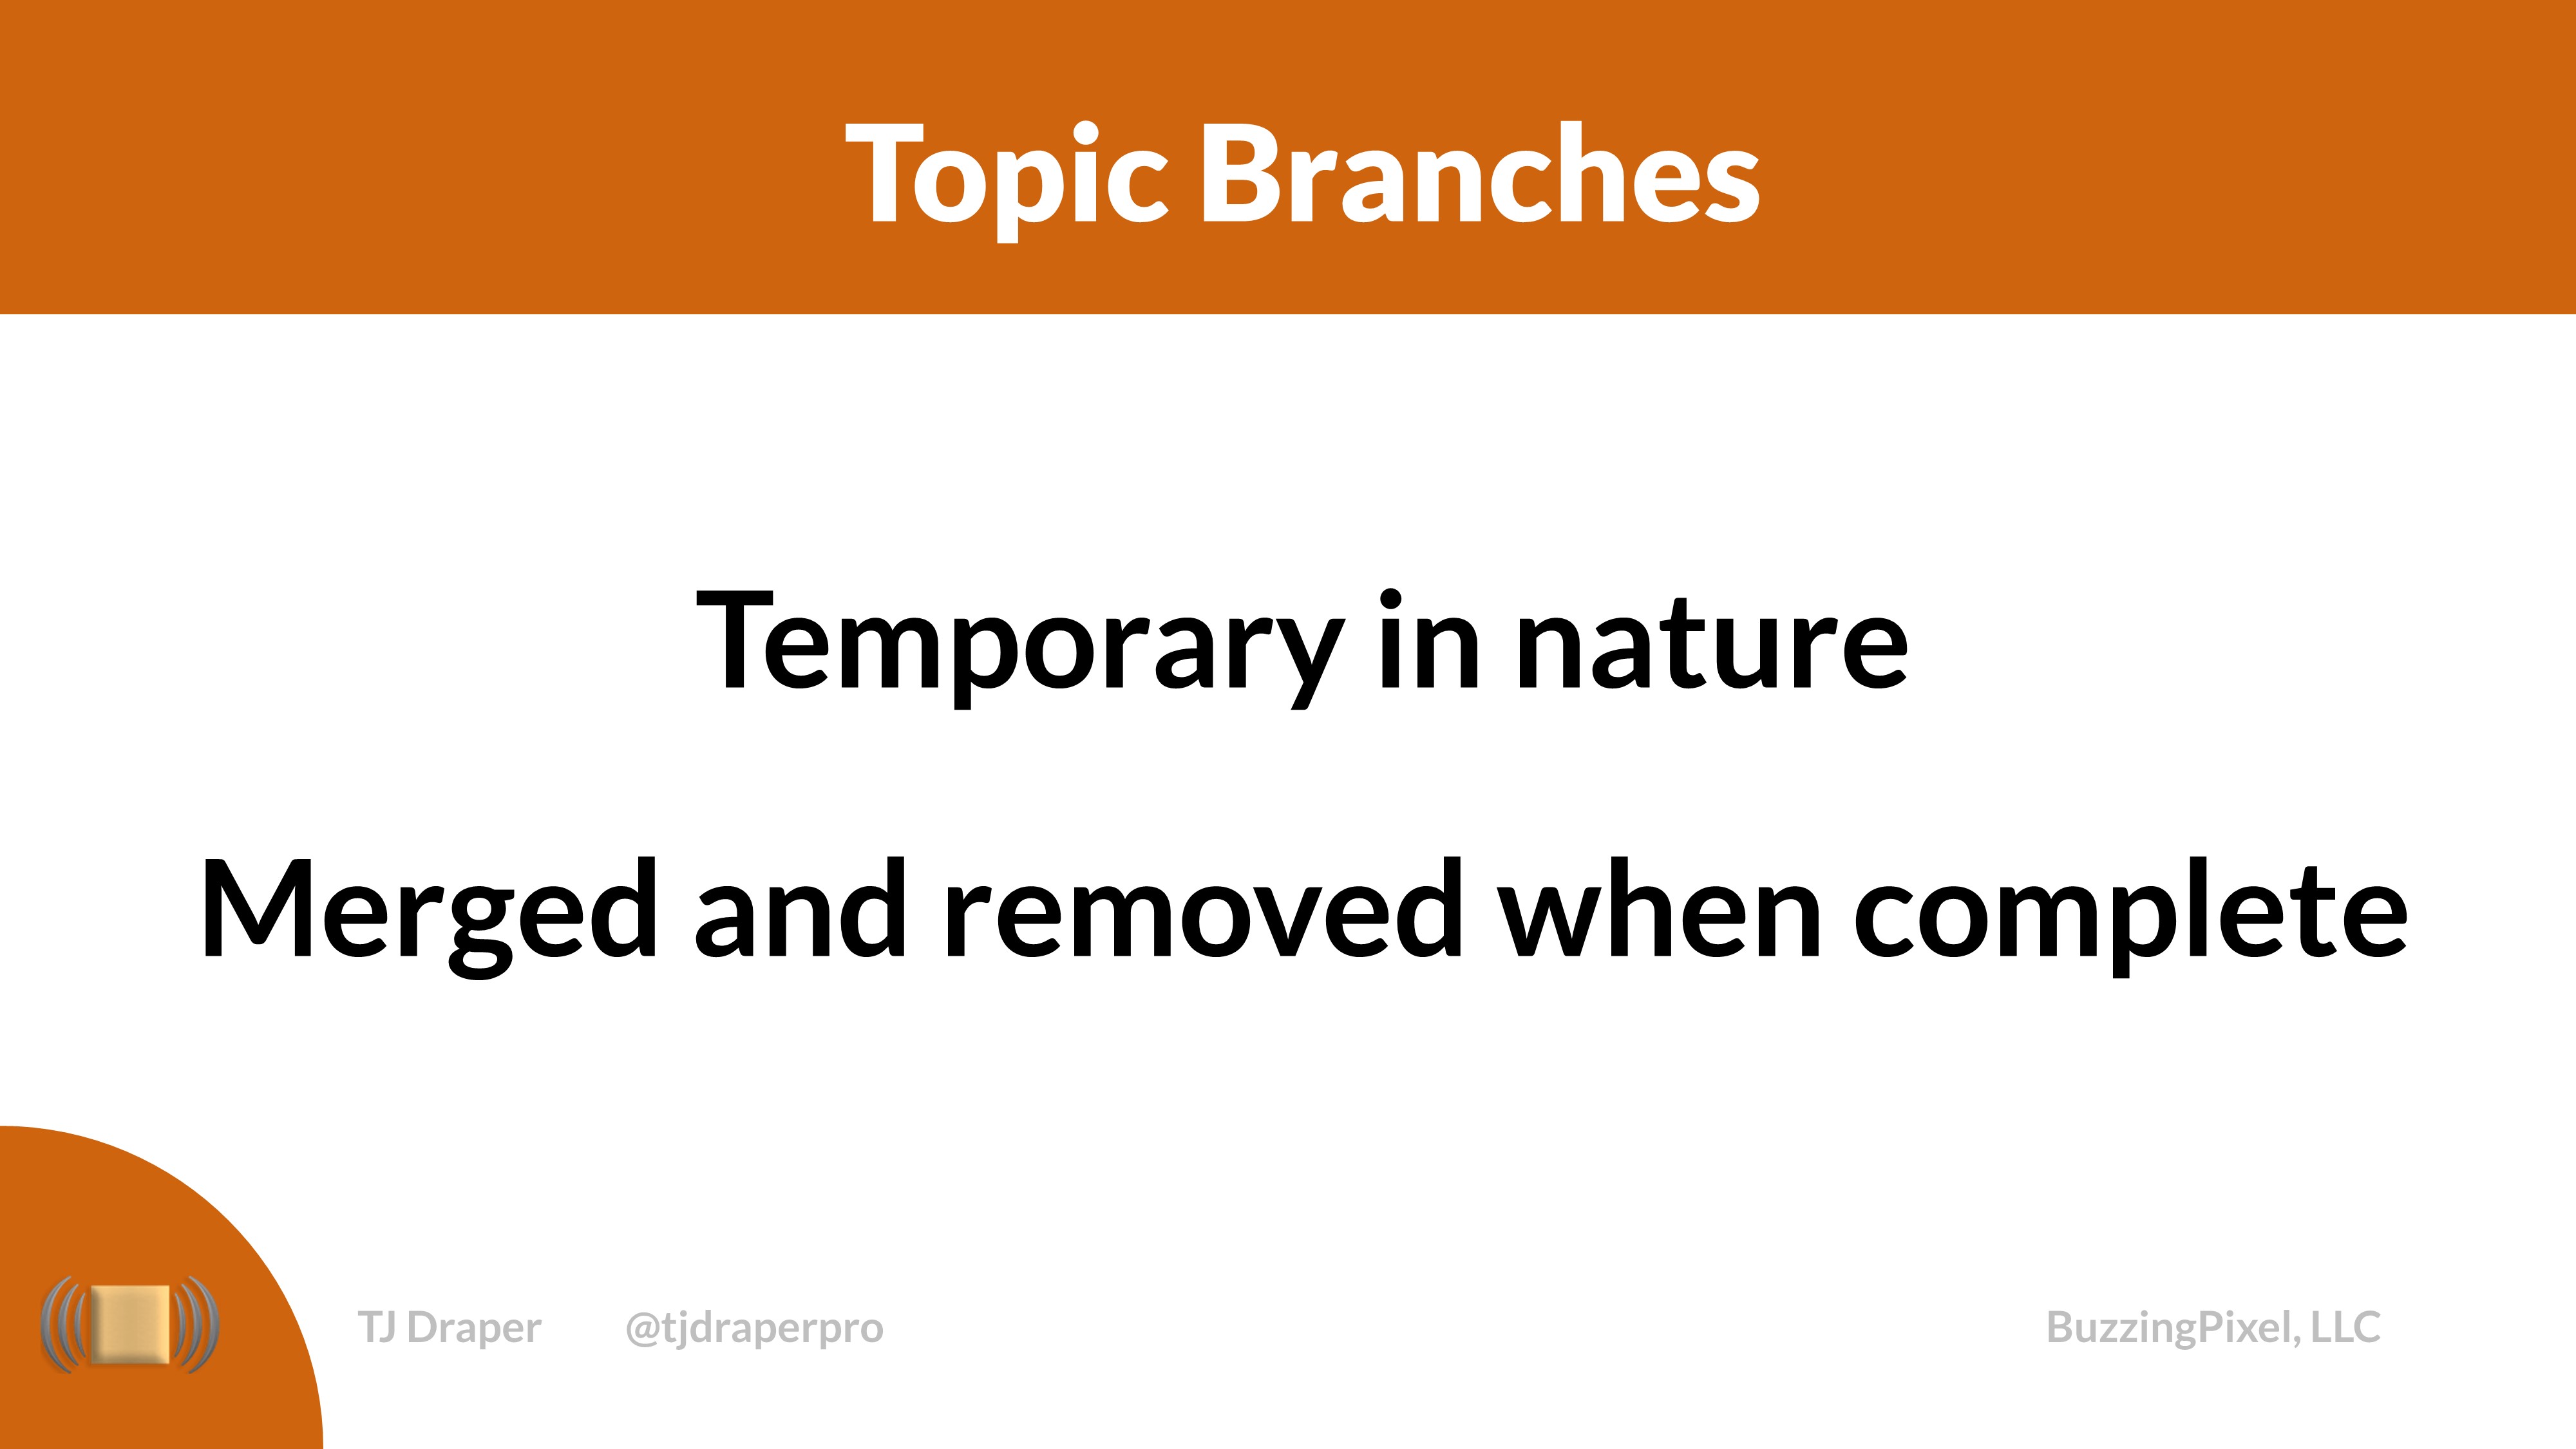 Topic Branches
Temporary in nature
Merged and removed when complete
TJ Draper @tjdraperpro BuzzingPixel, LLC